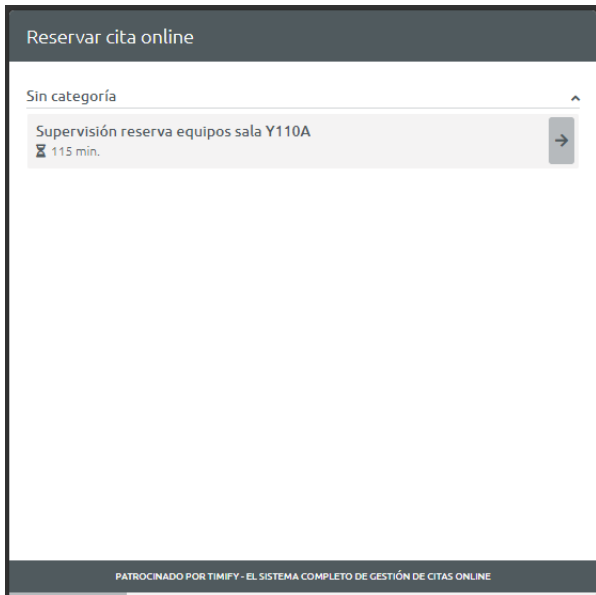 Reservar cita online
Sin categoría
Supervisión reserva equipos sala Y110A
115 min.
PATROCINADO POR TIMIFY - EL SISTEMA COMPLETO DE GESTIÓN DE CITAS ONLINE